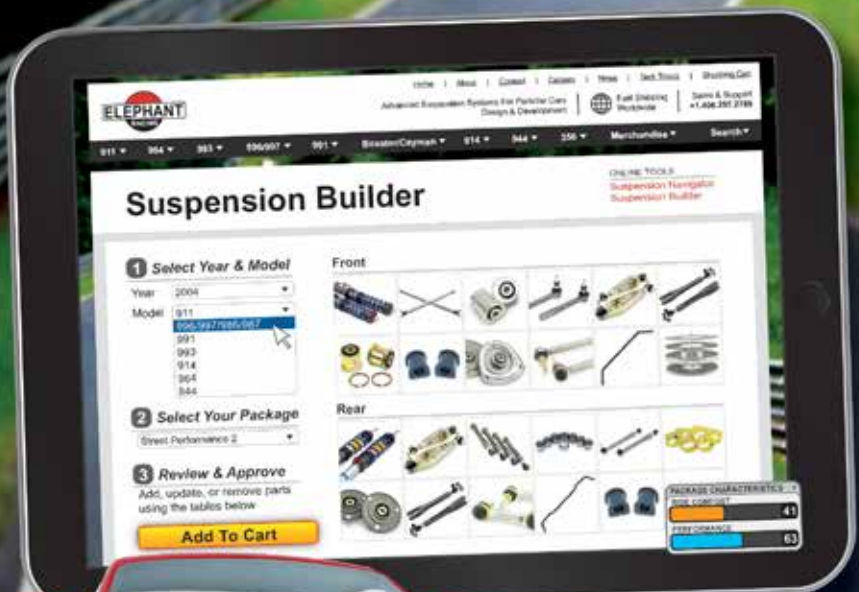 Home | About | Contact | Careers | News | Tech Tricks | Shopping Cart
ELEPHANT
RACING
Advanced Suspension Systems For Porsche Cars
Design & Development
Fast Shipping
Worldwide
Sales & Support
911 ▾ 964 ▾ 993 ▾ 996/997 ▾ 991 ▾ Boxster/Cayman ▾ 914 ▾ 944 ▾ 356 ▾ Merchandise ▾ Search ▾
Suspension Builder
ONLINE TOOLS
Suspension Navigator
Suspension Builder
1 Select Year & Model
Year 2004
Model 911
996/997/986/987
991
993
914
964
944
2 Select Your Package
Street Performance 2
3 Review & Approve
Add, update, or remove parts
using the tables below
Add To Cart
Front
Rear
PACKAGE CHARACTERISTICS
RIDE COMFORT
41
PERFORMANCE
63